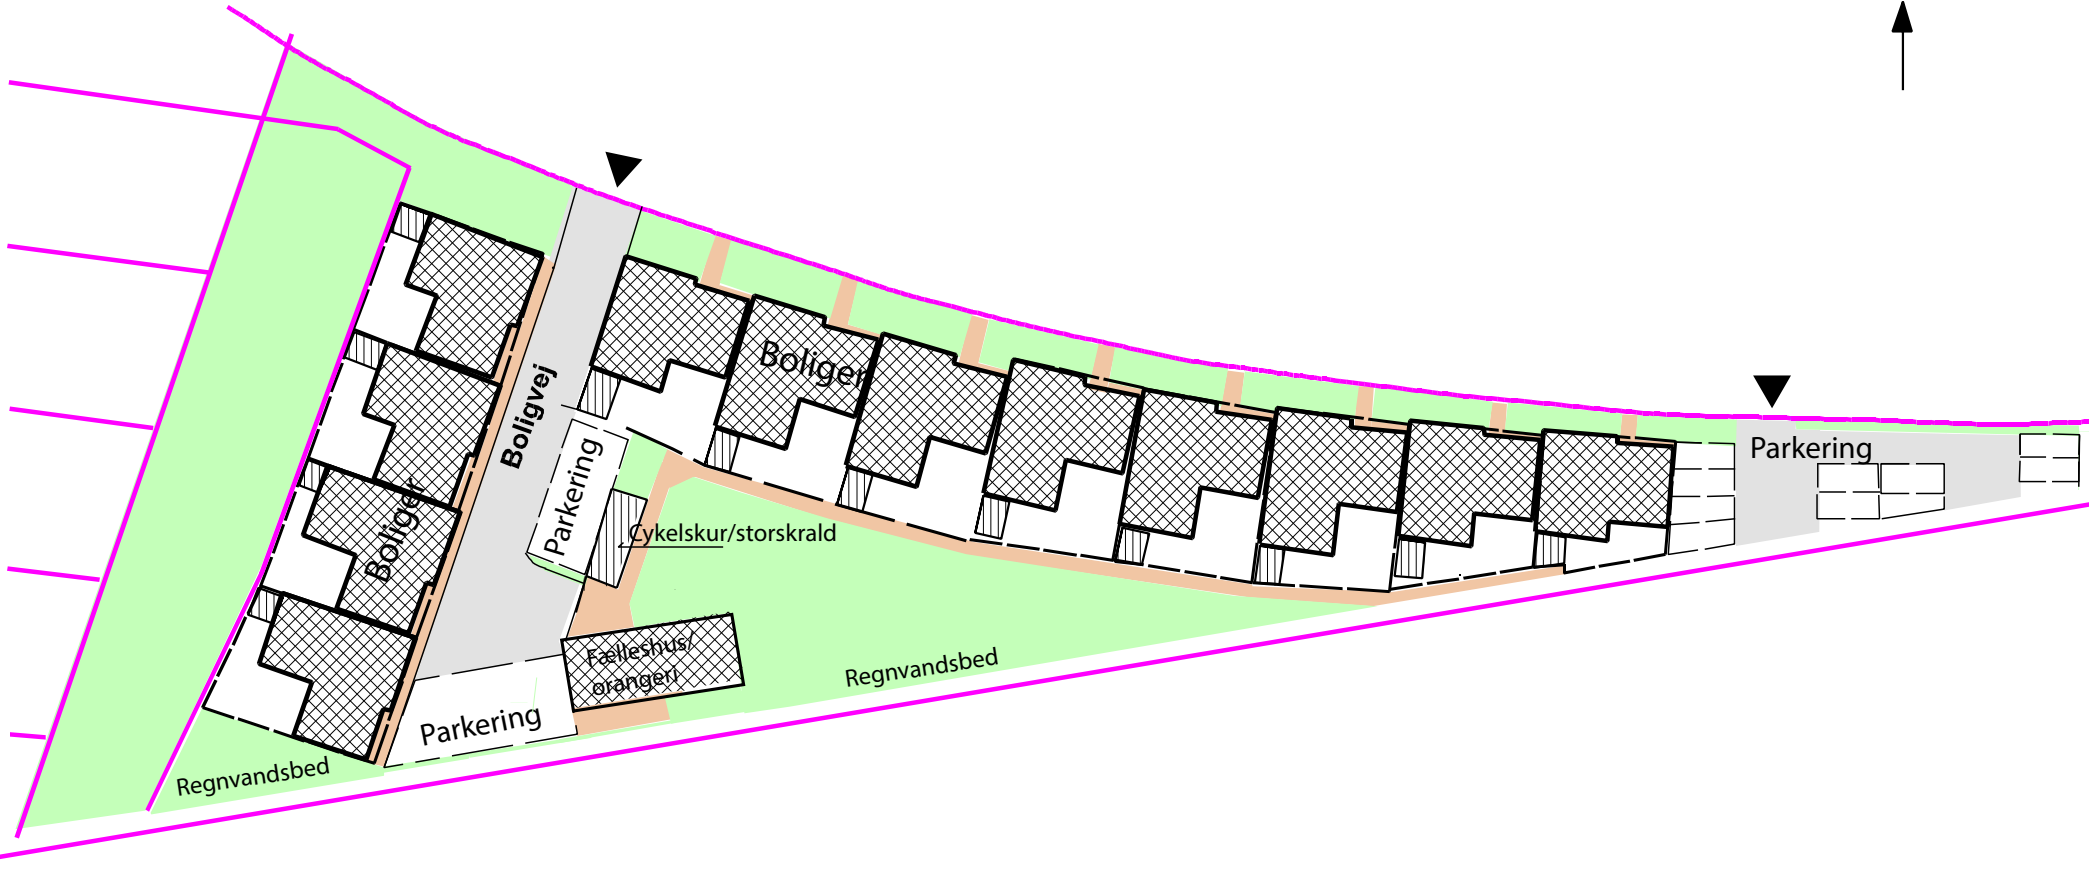 Boliger
Boligvej
Boliger
Parkering
Parkering
Cykelskur/storskrald
Fælleshus/
orangeri
Regnvandsbed
Parkering
Regnvandsbed